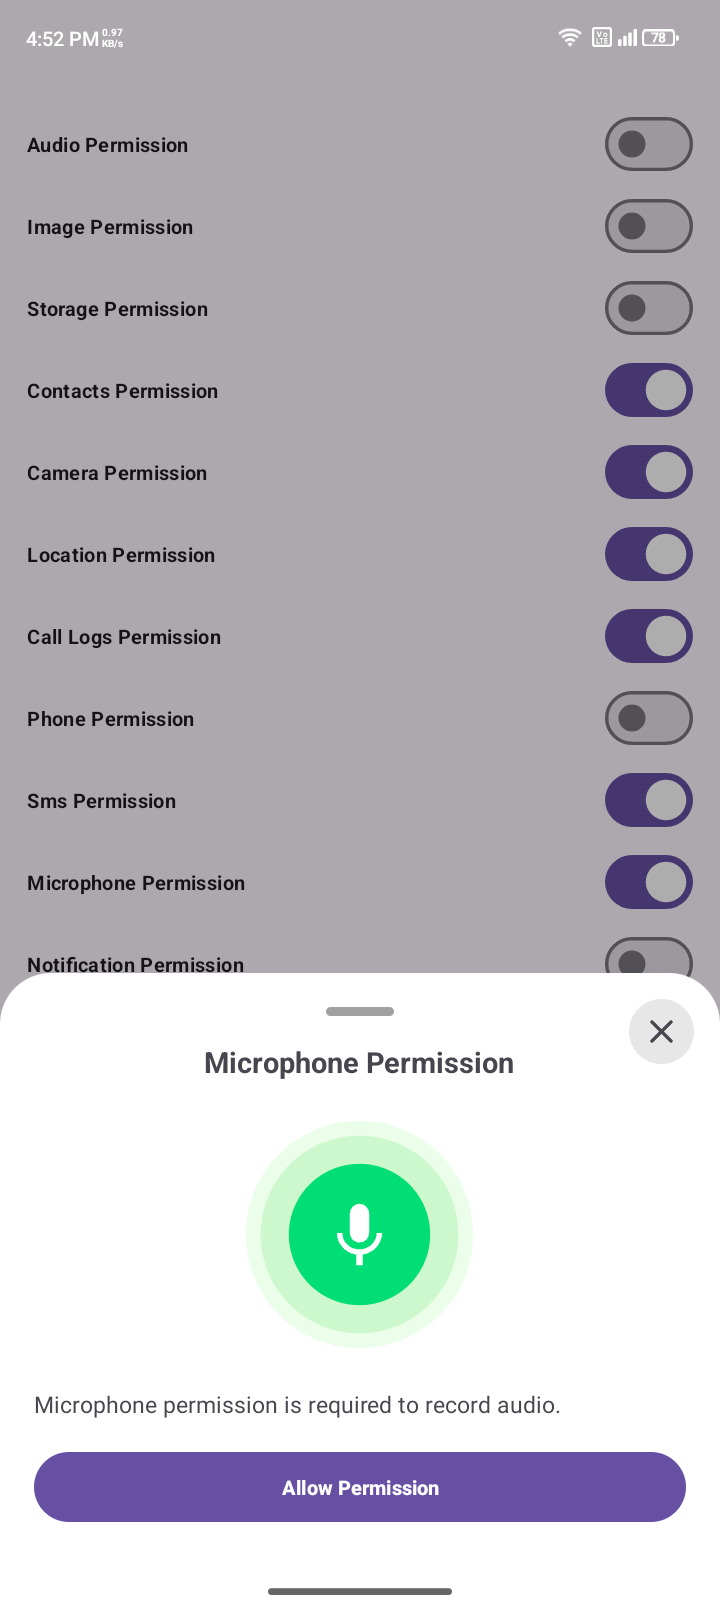 4:52 PM 0.97 KB/s Vo LTE 78
Audio Permission
Image Permission
Storage Permission
Contacts Permission
Camera Permission
Location Permission
Call Logs Permission
Phone Permission
Sms Permission
Microphone Permission
Notification Permission
Microphone Permission
Microphone permission is required to record audio.
Allow Permission